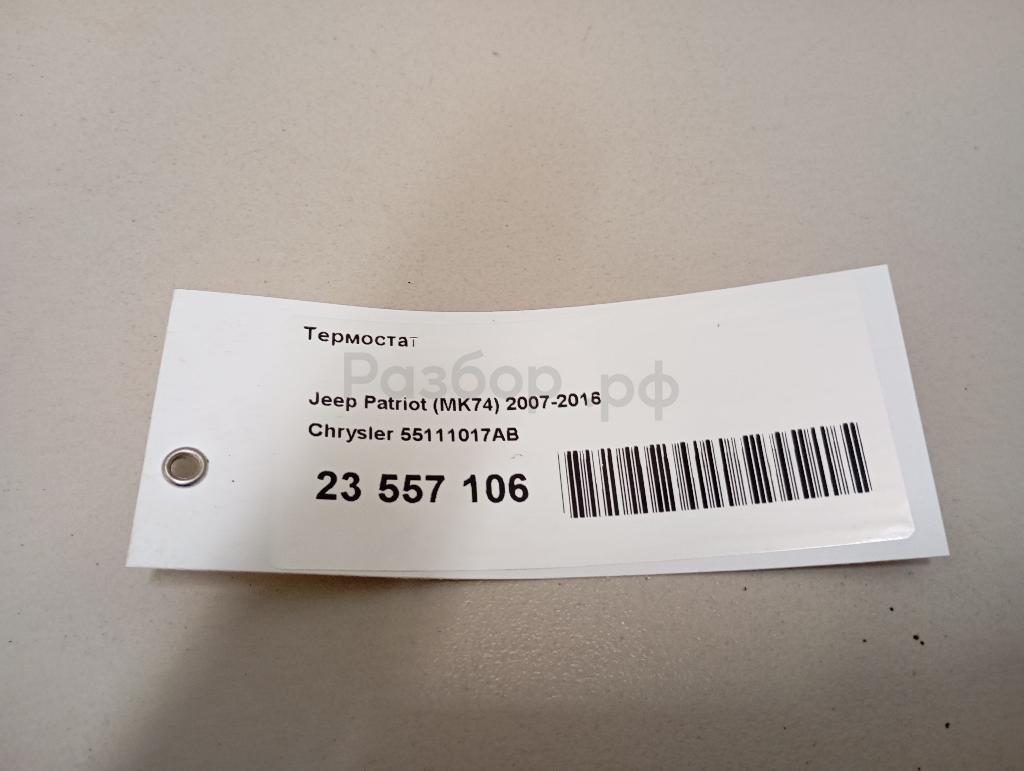 Термостат
Разбор.рф
Jeep Patriot (MK74) 2007-2016
Chrysler 55111017AB
23 557 106